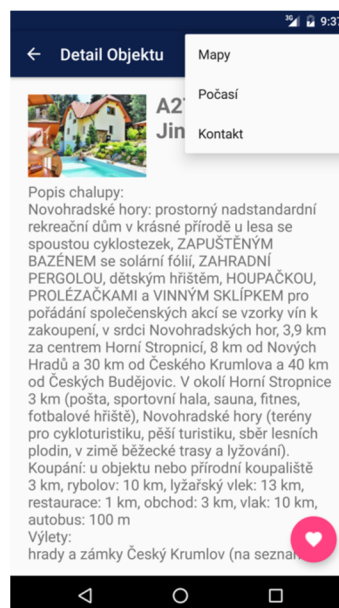 3G 9:37
Detail Objektu
Mapy
Počasí
Kontakt
Popis chalupy:
Novohradské hory: prostorný nadstandardní
rekreační dům v krásné přírodě u lesa se
spoustou cyklostezek, ZAPUŠTĚNÝM
BAZÉNEM se solární fólií, ZAHRADNÍ
PERGOLOU, dětským hřištěm, HOUPAČKOU,
PROLÉZAČKAMI a VINNÝM SKLÍPKEM pro
pořádání společenských akcí se vzorky vín k
zakoupení, v srdci Novohradských hor, 3,9 km
za centrem Horní Stropnicí, 8 km od Nových
Hradů a 30 km od Českého Krumlova a 40 km
od Českých Budějovic. V okolí Horní Stropnice
3 km (pošta, sportovní hala, sauna, fitnes,
fotbalové hřiště), Novohradské hory (terény
pro cykloturistiku, pěší turistiku, sběr lesních
plodin, v zimě běžecké trasy a lyžování).
Koupání: u objektu nebo přírodní koupaliště
3 km, rybolov: 10 km, lyžařský vlek: 13 km,
restaurace: 1 km, obchod: 3 km, vlak: 10 km,
autobus: 100 m
Výlety:
hrady a zámky Český Krumlov (na